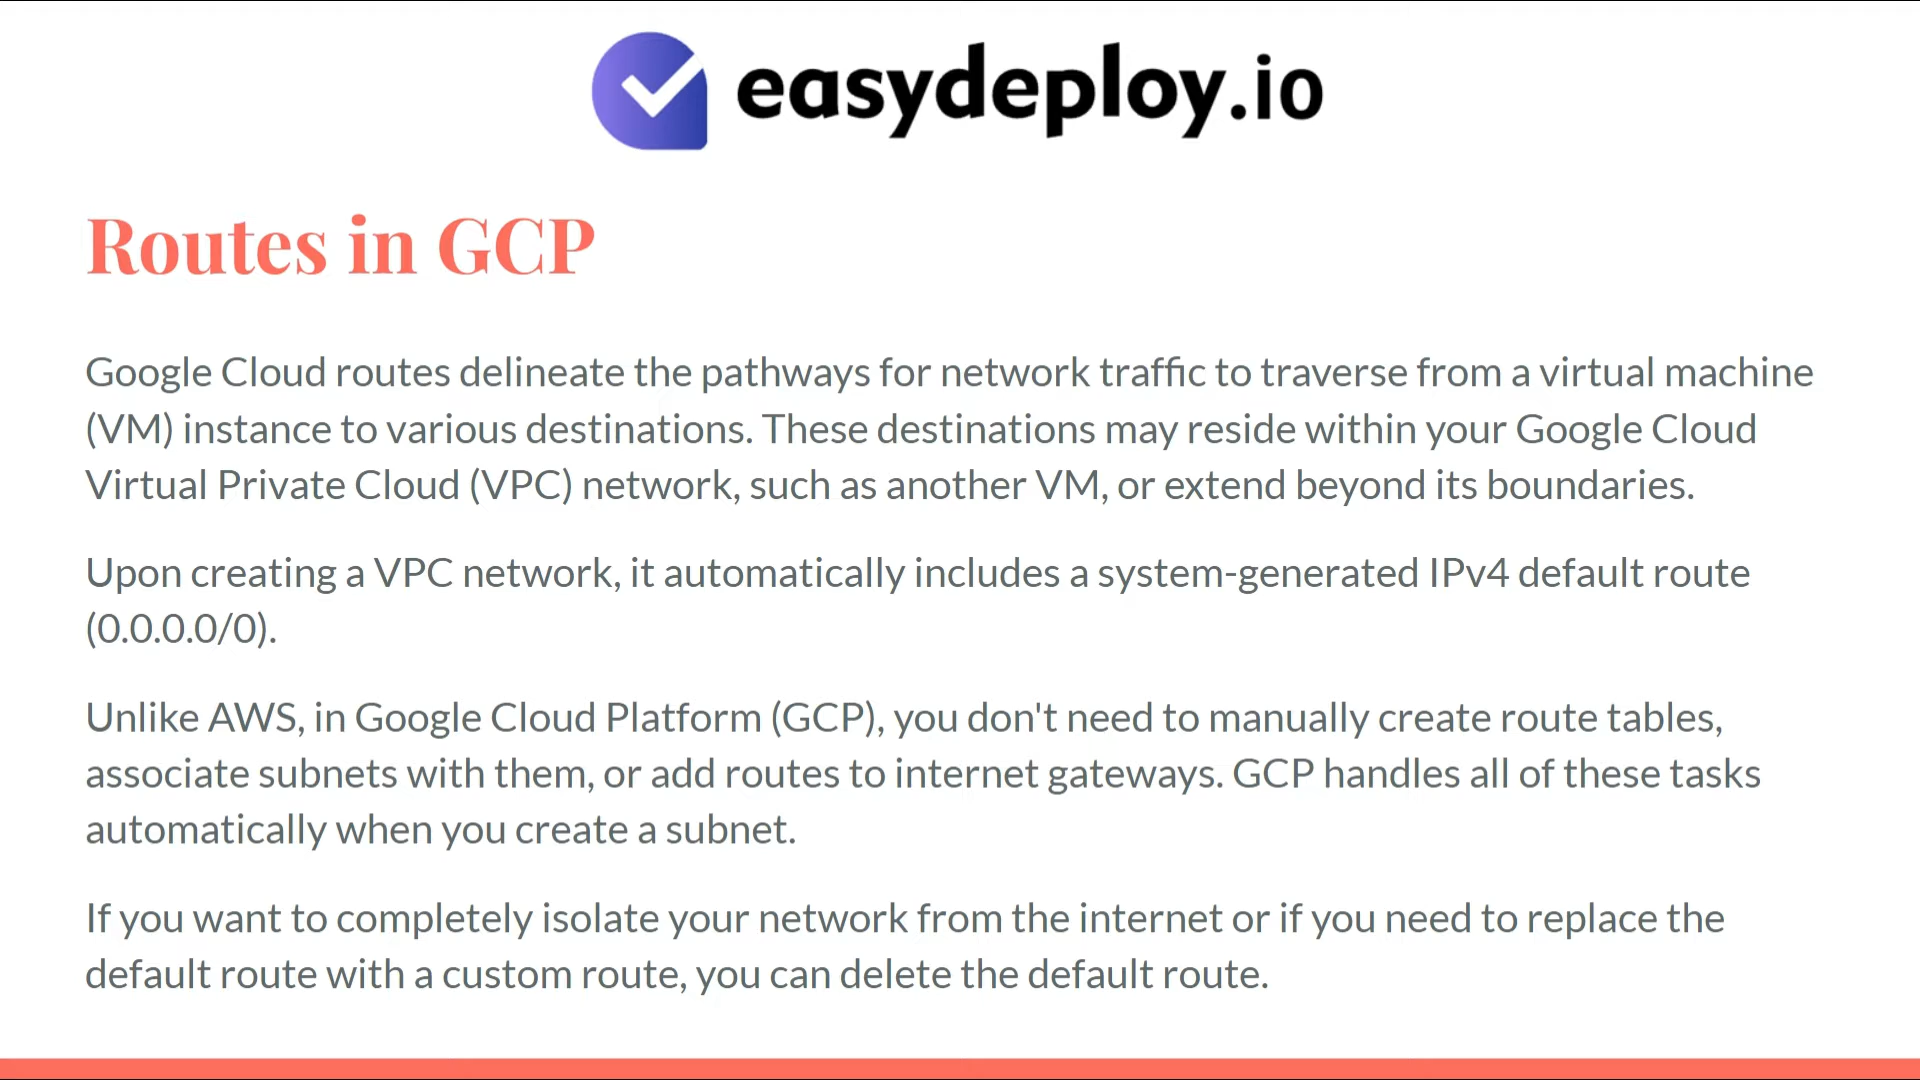 easydeploy.io
Routes in GCP
Google Cloud routes delineate the pathways for network traffic to traverse from a virtual machine
(VM) instance to various destinations. These destinations may reside within your Google Cloud
Virtual Private Cloud (VPC) network, such as another VM, or extend beyond its boundaries.
Upon creating a VPC network, it automatically includes a system-generated IPv4 default route
(0.0.0.0/0).
Unlike AWS, in Google Cloud Platform (GCP), you don't need to manually create route tables,
associate subnets with them, or add routes to internet gateways. GCP handles all of these tasks
automatically when you create a subnet.
If you want to completely isolate your network from the internet or if you need to replace the
default route with a custom route, you can delete the default route.